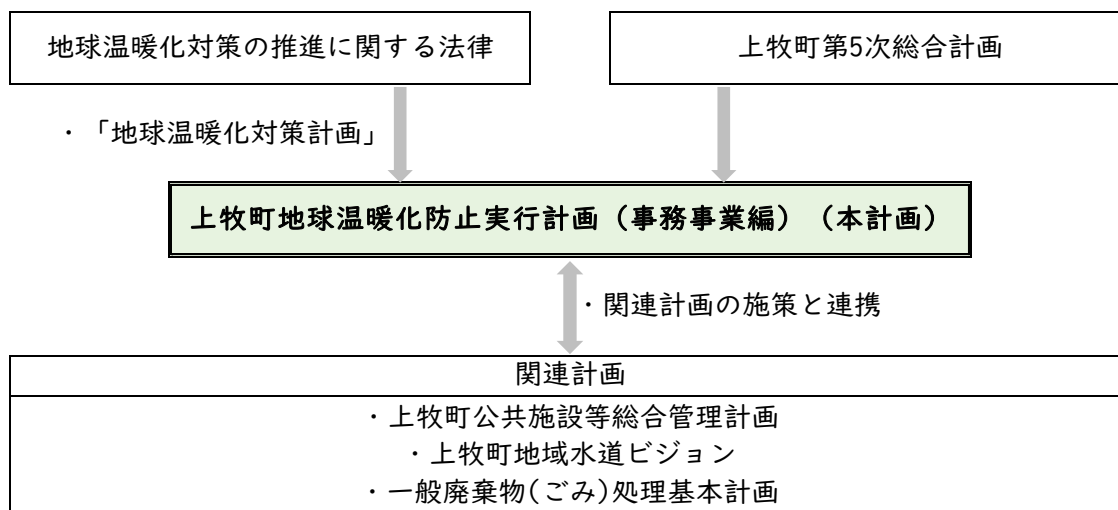 地球温暖化対策の推進に関する法律
上牧町第5次総合計画
・「地球温暖化対策計画」
上牧町地球温暖化防止実行計画（事務事業編）（本計画）
・関連計画の施策と連携
関連計画
・上牧町公共施設等総合管理計画
・上牧町地域水道ビジョン
・一般廃棄物(ごみ)処理基本計画